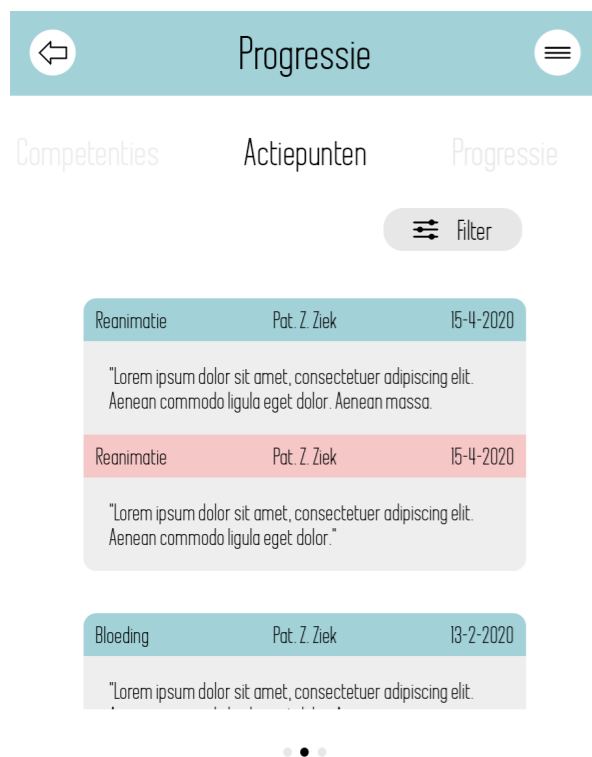 Progressie
Competenties Actiepunten Progressie
Filter
Reanimatie Pat. Z. Ziek 15-4-2020
"Lorem ipsum dolor sit amet, consectetuer adipiscing elit.
Aenean commodo ligula eget dolor. Aenean massa.
Reanimatie Pat. Z. Ziek 15-4-2020
"Lorem ipsum dolor sit amet, consectetuer adipiscing elit.
Aenean commodo ligula eget dolor."
Bloeding Pat. Z. Ziek 13-2-2020
"Lorem ipsum dolor sit amet, consectetuer adipiscing elit.